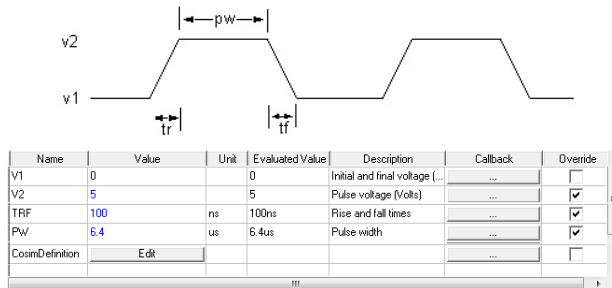 pw
v2
v1
tr
tf
Name Value Unit Evaluated Value Description Callback Override
V1 0 0 Initial and final voltage (... ...
V2 5 5 Pulse voltage (Volts) ...
TRF 100 ns 100ns Rise and fall times ...
PW 6.4 us 6.4us Pulse width ...
CosimDefinition Edit ...